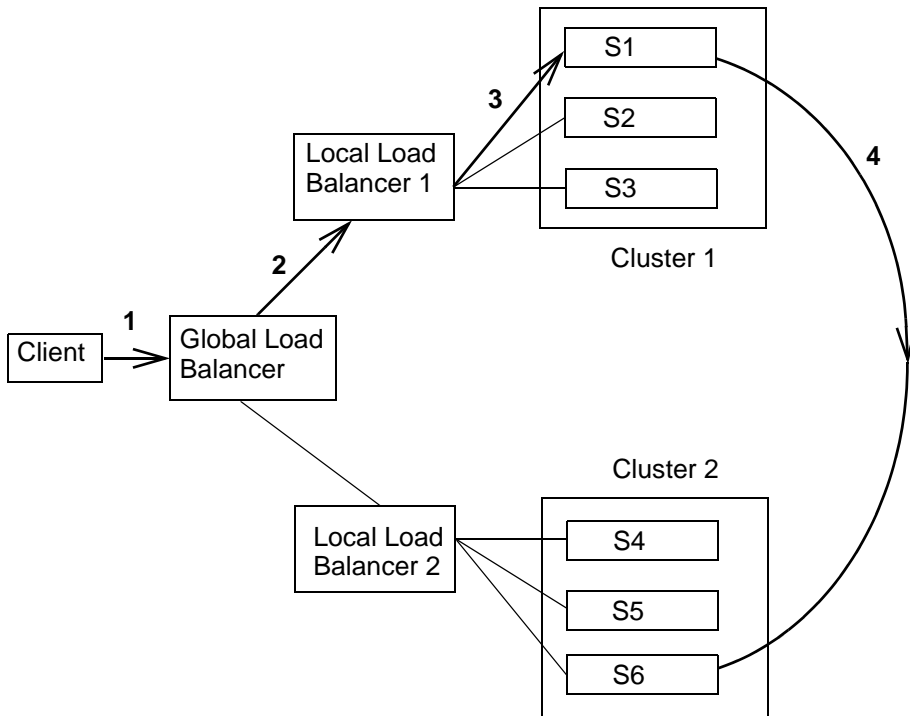 S1
3
S2
4
Local Load
Balancer 1
S3
Cluster 1
2
1
Client
Global Load
Balancer
Cluster 2
Local Load
Balancer 2
S4
S5
S6